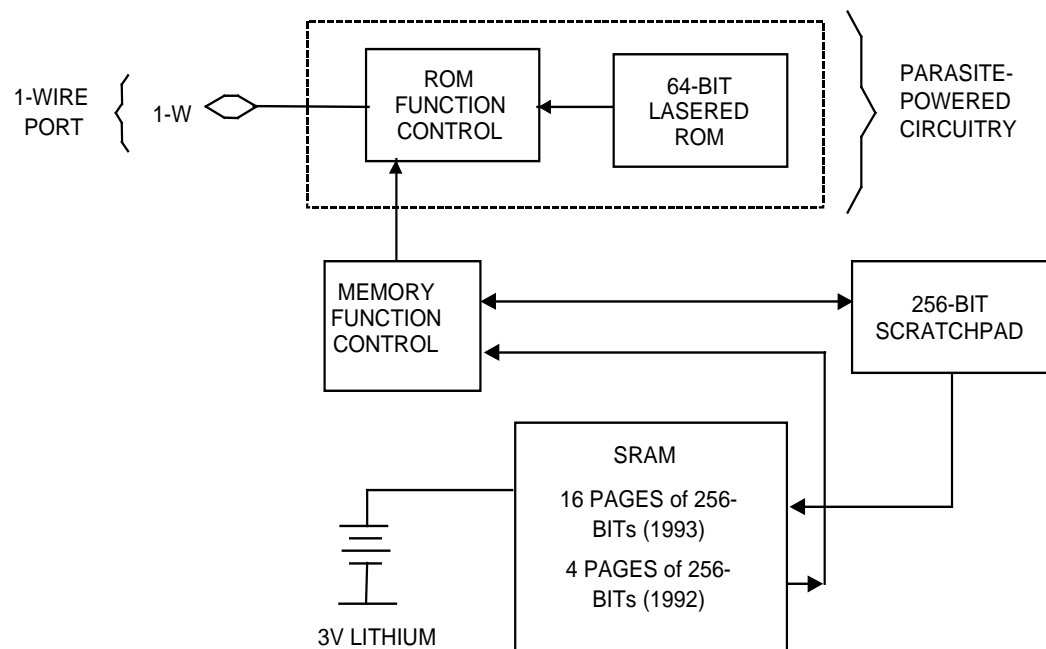 1-WIRE
PORT
1-W
ROM
FUNCTION
CONTROL
64-BIT
LASERED
ROM
PARASITE-
POWERED
CIRCUITRY
MEMORY
FUNCTION
CONTROL
256-BIT
SCRATCHPAD
SRAM
16 PAGES of 256-
BITs (1993)
4 PAGES of 256-
BITs (1992)
3V LITHIUM